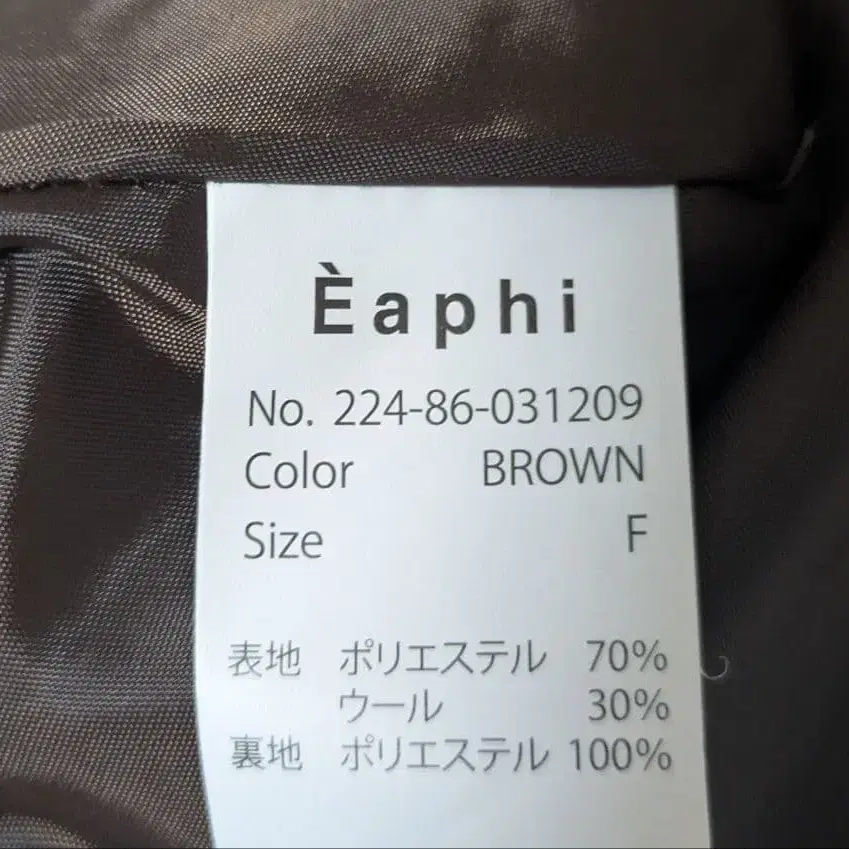 Èaphi
No. 224-86-031209
Color BROWN
Size F
表地 ポリエステル 70%
ウール 30%
裏地 ポリエステル 100%